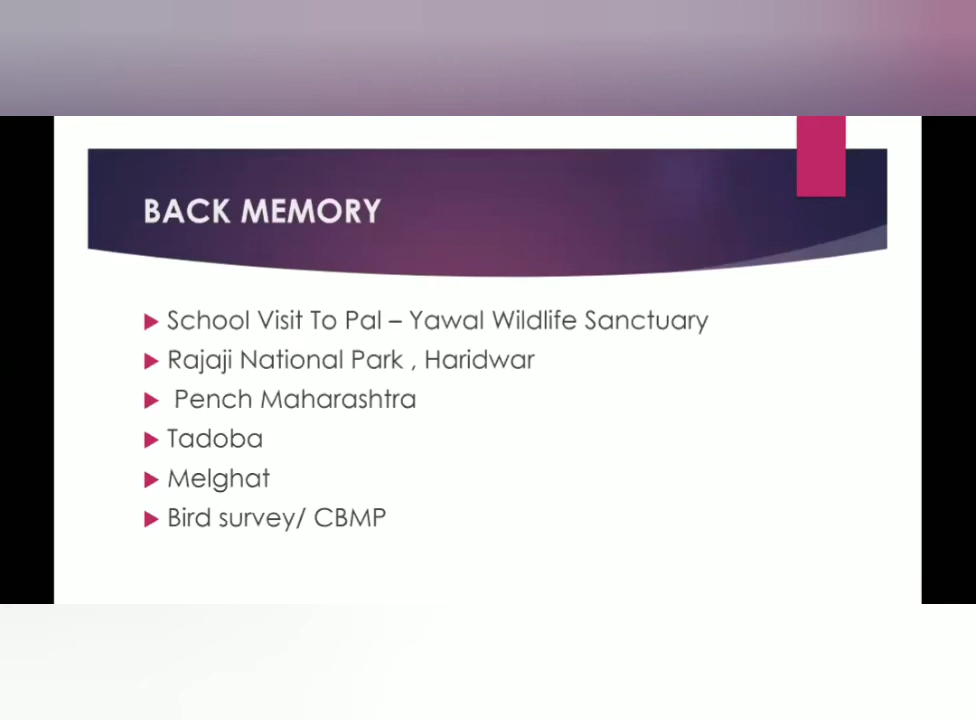 BACK MEMORY
School Visit To Pal – Yawal Wildlife Sanctuary
Rajaji National Park , Haridwar
Pench Maharashtra
Tadoba
Melghat
Bird survey/ CBMP